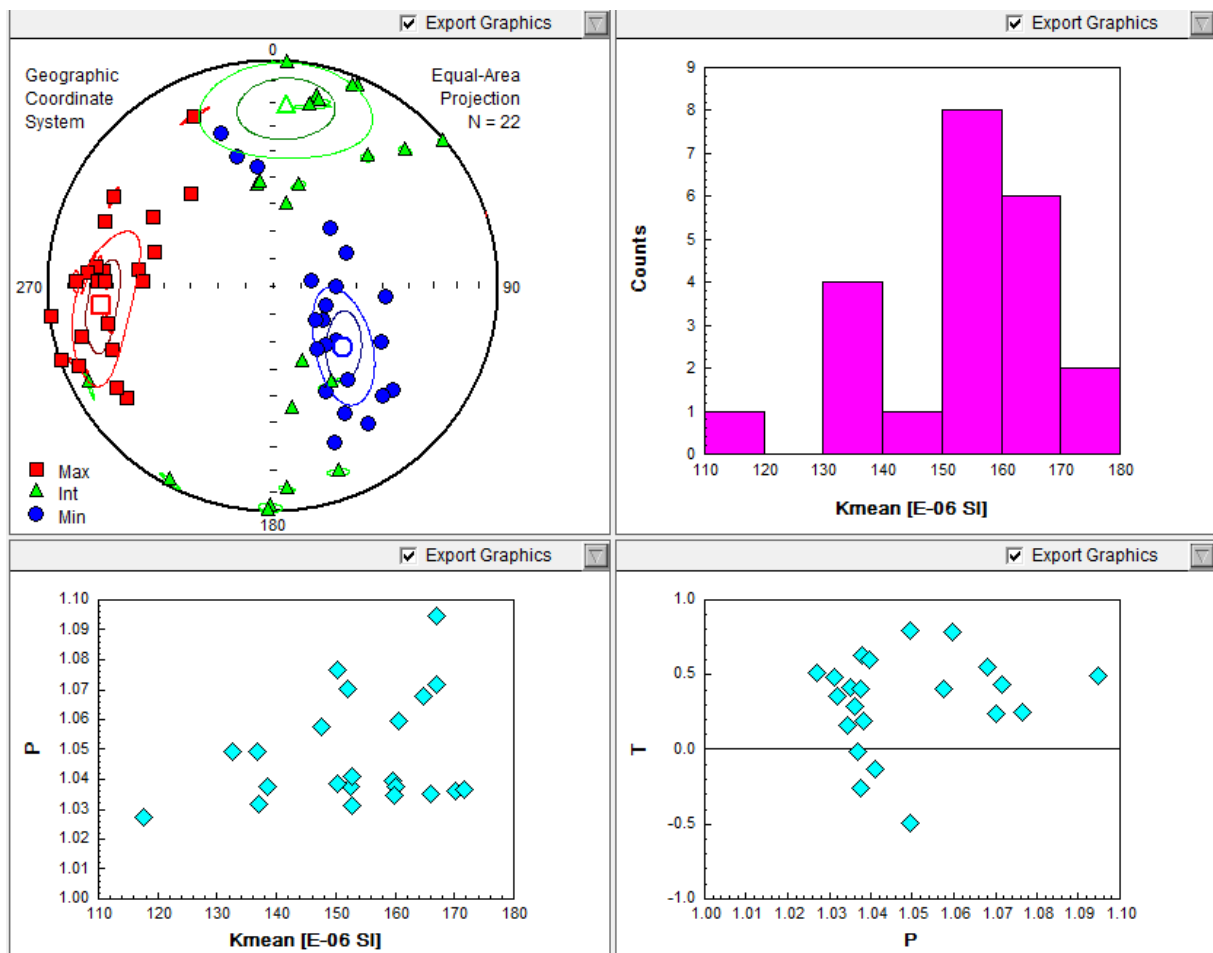 Export Graphics
Geographic
Coordinate
System
0
Equal-Area
Projection
N = 22
270
90
180
Max
Int
Min
Export Graphics
9
8
7
6
5
4
3
2
1
0
Counts
110 120 130 140 150 160 170 180
Kmean [E-06 SI]
Export Graphics
P
1.10
1.09
1.08
1.07
1.06
1.05
1.04
1.03
1.02
1.01
1.00
110 120 130 140 150 160 170 180
Kmean [E-06 SI]
Export Graphics
T
1.0
0.5
0.0
-0.5
-1.0
1.00 1.01 1.02 1.03 1.04 1.05 1.06 1.07 1.08 1.09 1.10
P